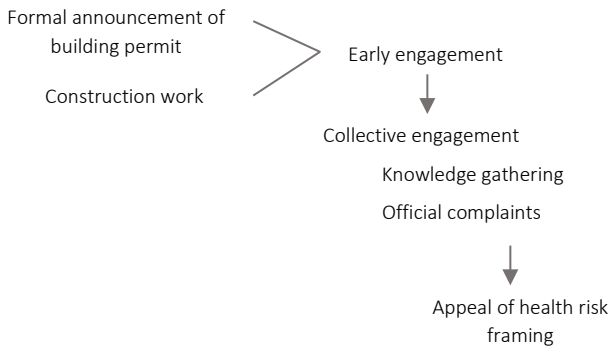 Formal announcement of
building permit
Construction work
Early engagement
Collective engagement
Knowledge gathering
Official complaints
Appeal of health risk
framing